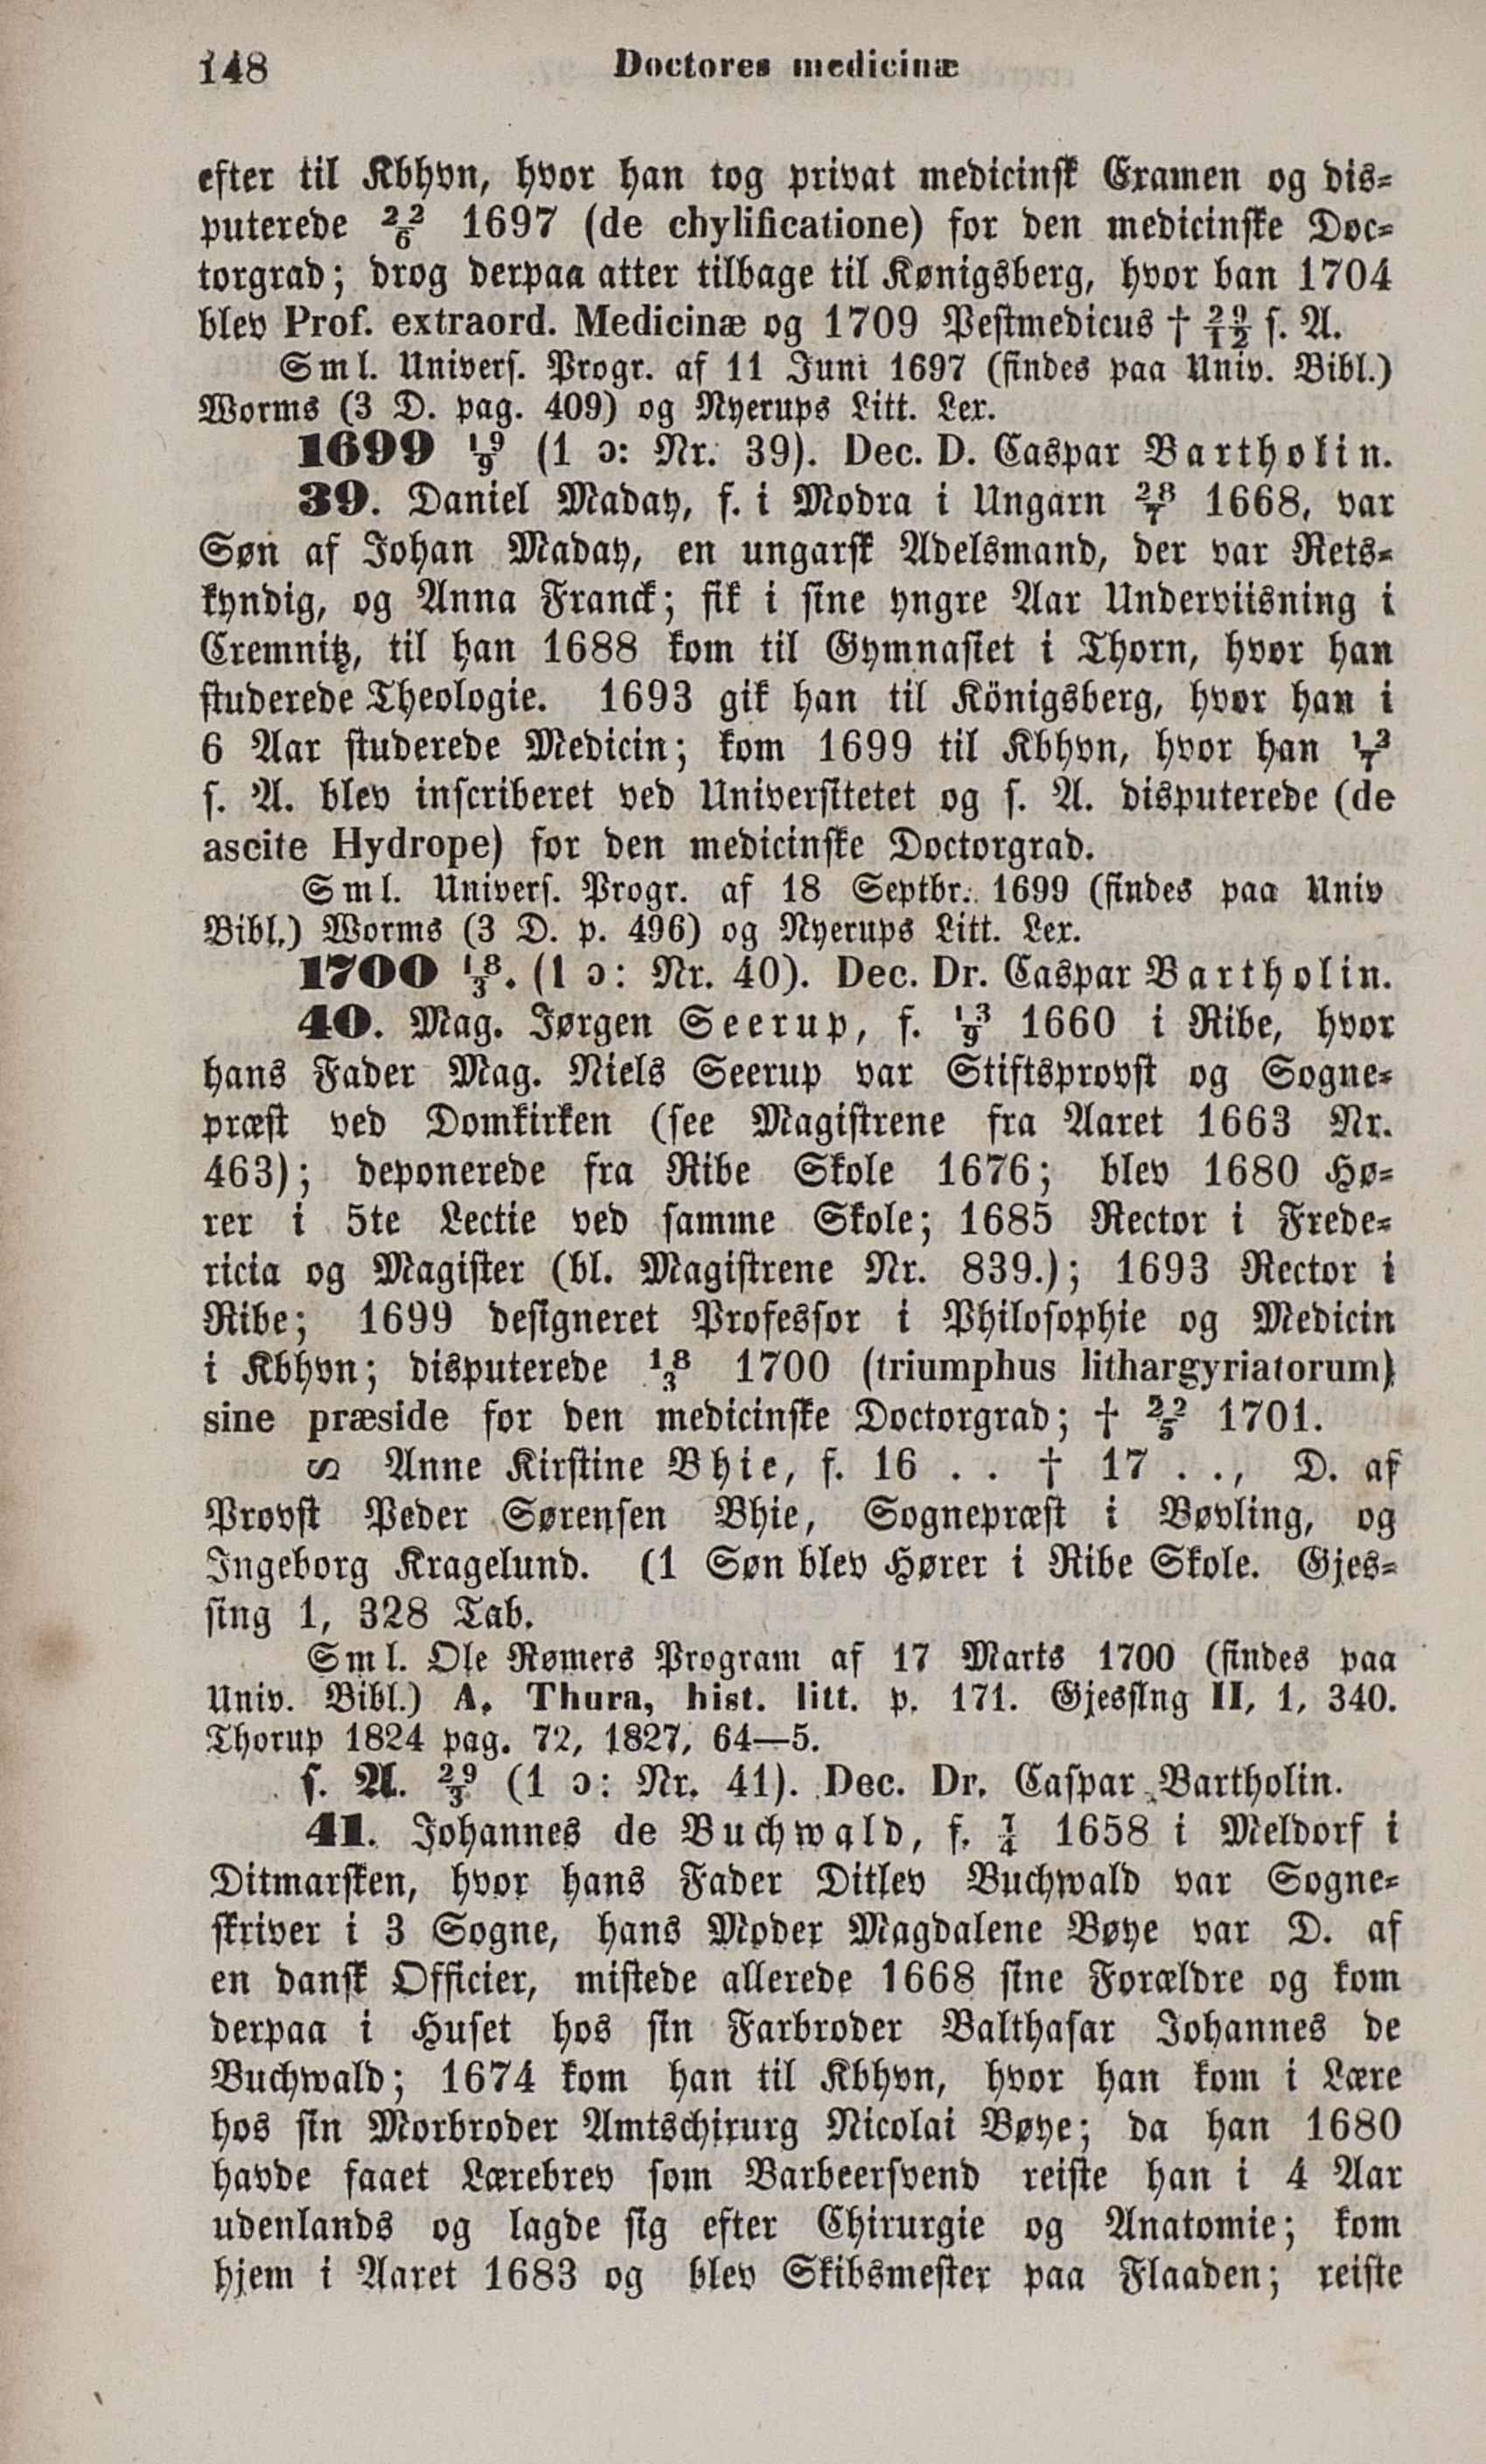 148 Doctores medicinæ
efter til Kbhvn, hvor han tog privat medicinsk Examen og dis-
puterede 22/6 1697 (de chylificatione) for den medicinske Doc-
torgrad; drog derpaa atter tilbage til Kønigsberg, hvor ban 1704
blev Prof. extraord. Medicinæ og 1709 Pestmedicus † 29/12 s. A.
Sml. Univers. Progr. af 11 Juni 1697 (findes paa Univ. Bibl.)
Worms (3 D. pag. 409) og Nyerups Litt. Lex.
1699 19/9 (1 ɔ: Nr. 39). Dec. D. Caspar Bartholin.
39. Daniel Maday, f. i Modra i Ungarn 28/7 1668, var
Søn af Johan Maday, en ungarsk Adelsmand, der var Rets-
kyndig, og Anna Franck; fik i sine yngre Aar Underviisning i
Cremnitz, til han 1688 kom til Gymnasiet i Thorn, hvor han
studerede Theologie. 1693 gik han til Königsberg, hvor han i
6 Aar studerede Medicin; kom 1699 til Kbhvn, hvor han 13/7
s. A. blev inscriberet ved Universitetet og s. A. disputerede (de
ascite Hydrope) for den medicinske Doctorgrad.
Sml. Univers. Progr. af 18 Septbr. 1699 (findes paa Univ
Bibl.) Worms (3 D. p. 496) og Nyerups Litt. Lex.
1700 18/3. (1 ɔ: Nr. 40). Dec. Dr. Caspar Bartholin.
40. Mag. Jørgen Seerup, f. 13/9 1660 i Ribe, hvor
hans Fader Mag. Niels Seerup var Stiftsprovst og Sogne-
præst ved Domkirken (see Magistrene fra Aaret 1663 Nr.
463); deponerede fra Ribe Skole 1676; blev 1680 Hø-
rer i 5te Lectie ved samme Skole; 1685 Rector i Frede-
ricia og Magister (bl. Magistrene Nr. 839.); 1693 Rector i
Ribe; 1699 designeret Professor i Philosophie og Medicin
i Kbhvn; disputerede 18/3 1700 (triumphus lithargyriatorum)
sine præside for den medicinske Doctorgrad; † 22/5 1701.
∽ Anne Kirstine Bhie, f. 16 . . † 17 . ., D. af
Provst Peder Sørensen Bhie, Sognepræst i Bøvling, og
Ingeborg Kragelund. (1 Søn blev Hører i Ribe Skole. Gjes-
sing 1, 328 Tab.
Sml. Ole Rømers Program af 17 Marts 1700 (findes paa
Univ. Bibl.) A. Thura, hist. litt. p. 171. Gjessing II, 1, 340.
Thorup 1824 pag. 72, 1827, 64—5.
s. A. 29/3 (1 ɔ: Nr. 41). Dec. Dr. Caspar Bartholin.
41. Johannes de Buchwald, f. 7/4 1658 i Meldorf i
Ditmarsken, hvor hans Fader Ditlev Buchwald var Sogne-
skriver i 3 Sogne, hans Moder Magdalene Bøye var D. af
en dansk Officier, mistede allerede 1668 sine Forældre og kom
derpaa i Huset hos sin Farbroder Balthasar Johannes de
Buchwald; 1674 kom han til Kbhvn, hvor han kom i Lære
hos sin Morbroder Amtschirurg Nicolai Bøye; da han 1680
havde faaet Lærebrev som Barbeersvend reiste han i 4 Aar
udenlands og lagde sig efter Chirurgie og Anatomie; kom
hjem i Aaret 1683 og blev Skibsmester paa Flaaden; reiste